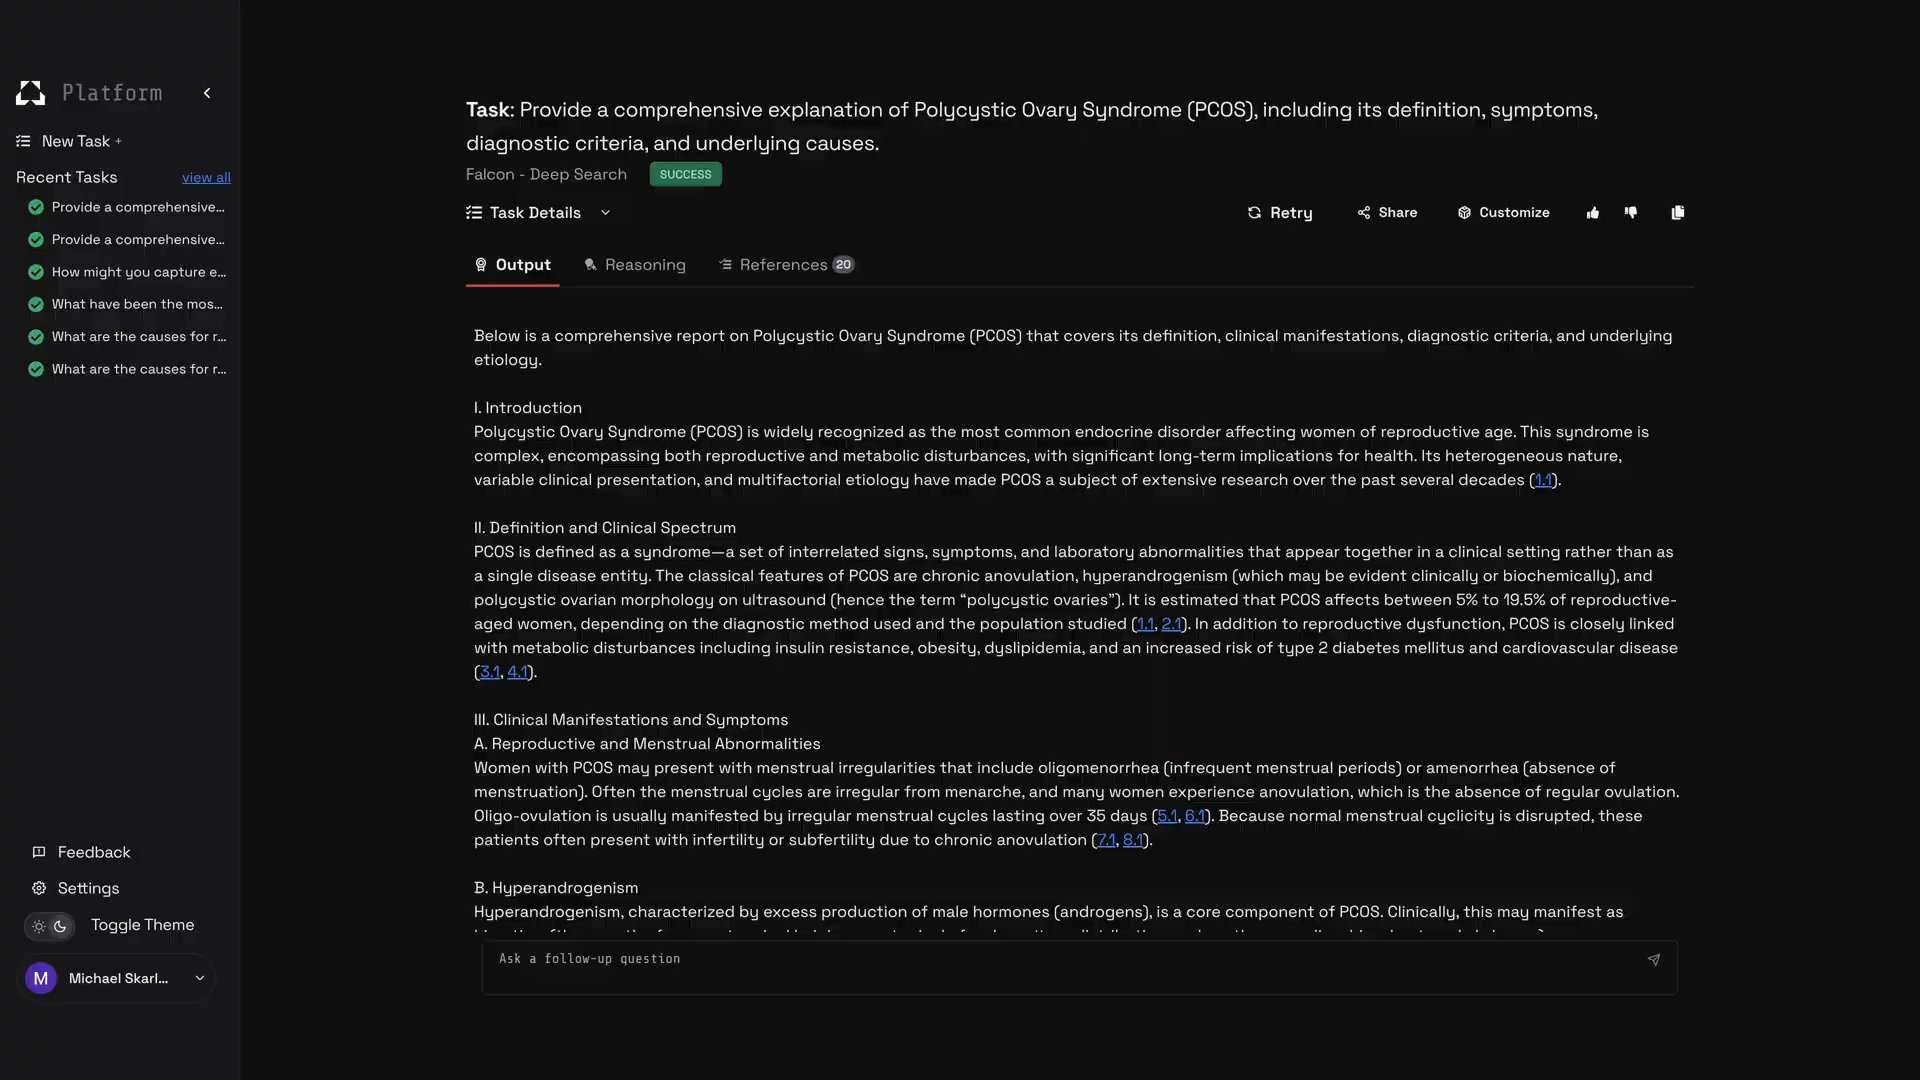 Platform
New Task +
Recent Tasks view all
Provide a comprehensive...
Provide a comprehensive...
How might you capture e...
What have been the mos...
What are the causes for r...
What are the causes for r...
Feedback
Settings
Toggle Theme
M Michael Skarl...
Task: Provide a comprehensive explanation of Polycystic Ovary Syndrome (PCOS), including its definition, symptoms,
diagnostic criteria, and underlying causes.
Falcon - Deep Search SUCCESS
Task Details Retry Share Customize
Output Reasoning References 20
Below is a comprehensive report on Polycystic Ovary Syndrome (PCOS) that covers its definition, clinical manifestations, diagnostic criteria, and underlying
etiology.
I. Introduction
Polycystic Ovary Syndrome (PCOS) is widely recognized as the most common endocrine disorder affecting women of reproductive age. This syndrome is
complex, encompassing both reproductive and metabolic disturbances, with significant long-term implications for health. Its heterogeneous nature,
variable clinical presentation, and multifactorial etiology have made PCOS a subject of extensive research over the past several decades (1.1).
II. Definition and Clinical Spectrum
PCOS is defined as a syndrome—a set of interrelated signs, symptoms, and laboratory abnormalities that appear together in a clinical setting rather than as
a single disease entity. The classical features of PCOS are chronic anovulation, hyperandrogenism (which may be evident clinically or biochemically), and
polycystic ovarian morphology on ultrasound (hence the term “polycystic ovaries”). It is estimated that PCOS affects between 5% to 19.5% of reproductive-
aged women, depending on the diagnostic method used and the population studied (1.1, 2.1). In addition to reproductive dysfunction, PCOS is closely linked
with metabolic disturbances including insulin resistance, obesity, dyslipidemia, and an increased risk of type 2 diabetes mellitus and cardiovascular disease
(3.1, 4.1).
III. Clinical Manifestations and Symptoms
A. Reproductive and Menstrual Abnormalities
Women with PCOS may present with menstrual irregularities that include oligomenorrhea (infrequent menstrual periods) or amenorrhea (absence of
menstruation). Often the menstrual cycles are irregular from menarche, and many women experience anovulation, which is the absence of regular ovulation.
Oligo-ovulation is usually manifested by irregular menstrual cycles lasting over 35 days (5.1, 6.1). Because normal menstrual cyclicity is disrupted, these
patients often present with infertility or subfertility due to chronic anovulation (7.1, 8.1).
B. Hyperandrogenism
Hyperandrogenism, characterized by excess production of male hormones (androgens), is a core component of PCOS. Clinically, this may manifest as
Ask a follow-up question